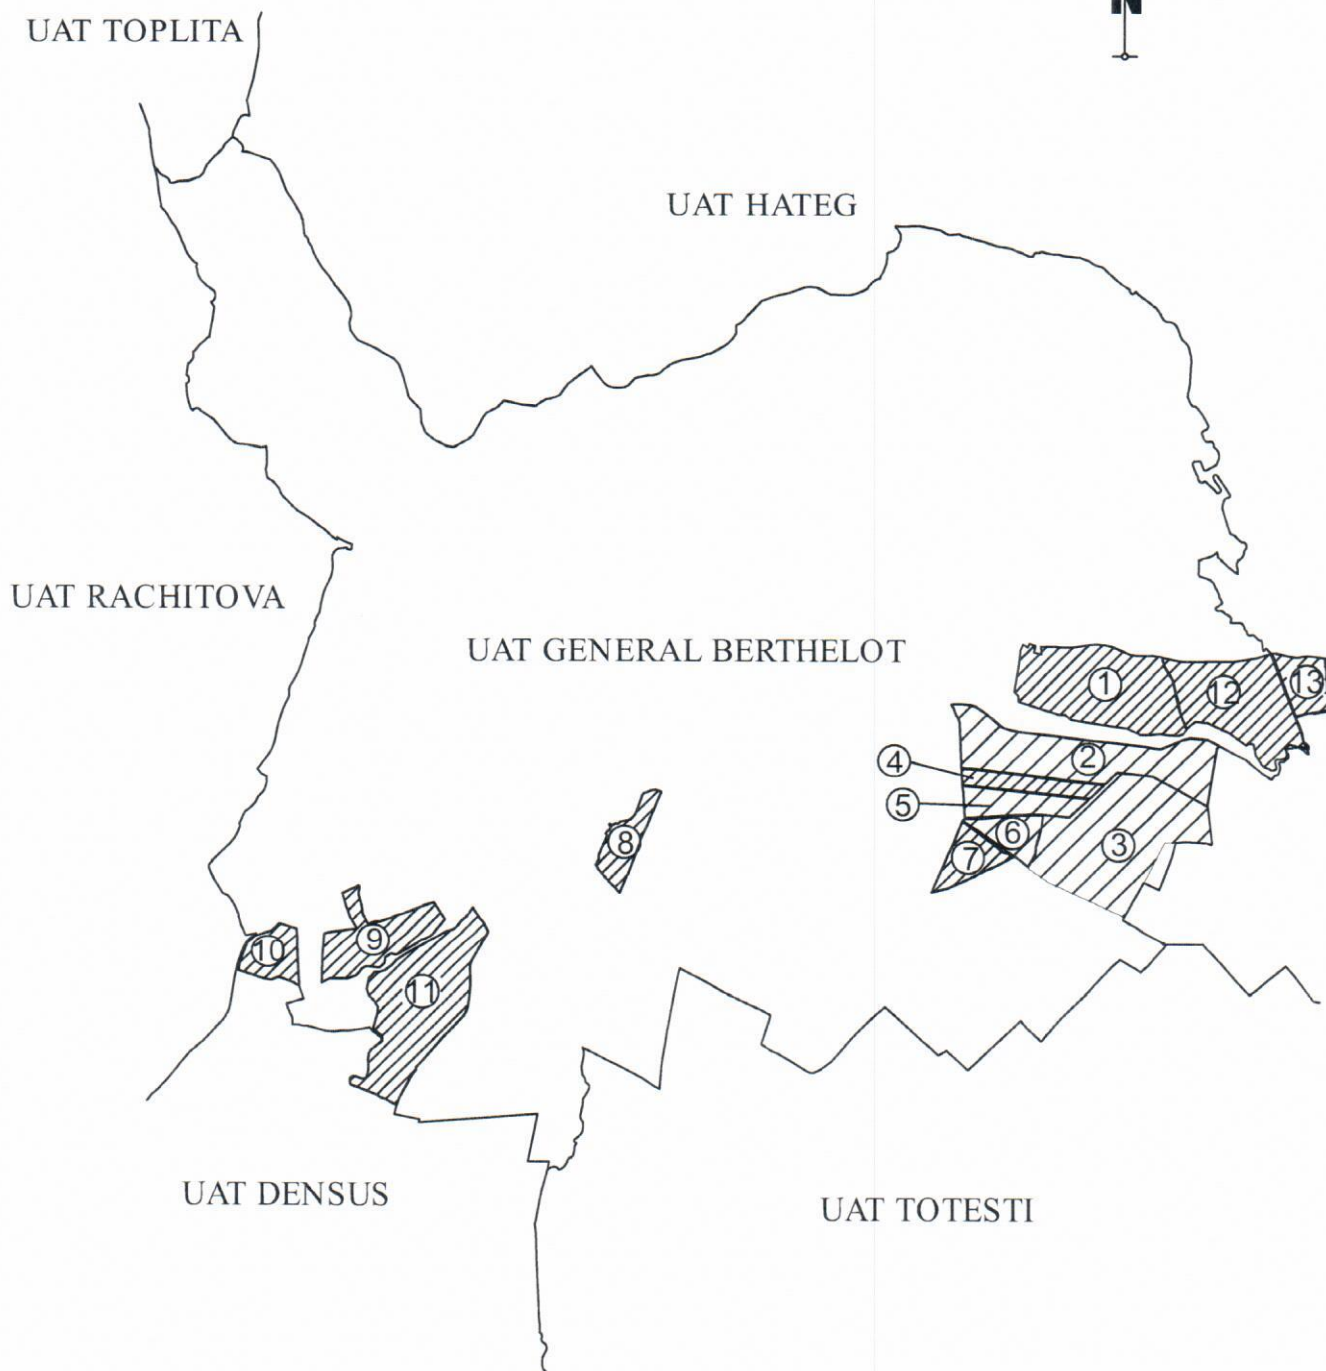 N
UAT TOPLITA
UAT HATEG
UAT RACHITOVA
UAT GENERAL BERTHELOT
1
12
13
2
4
5
6
3
7
8
9
10
11
UAT DENSUS
UAT TOTESTI